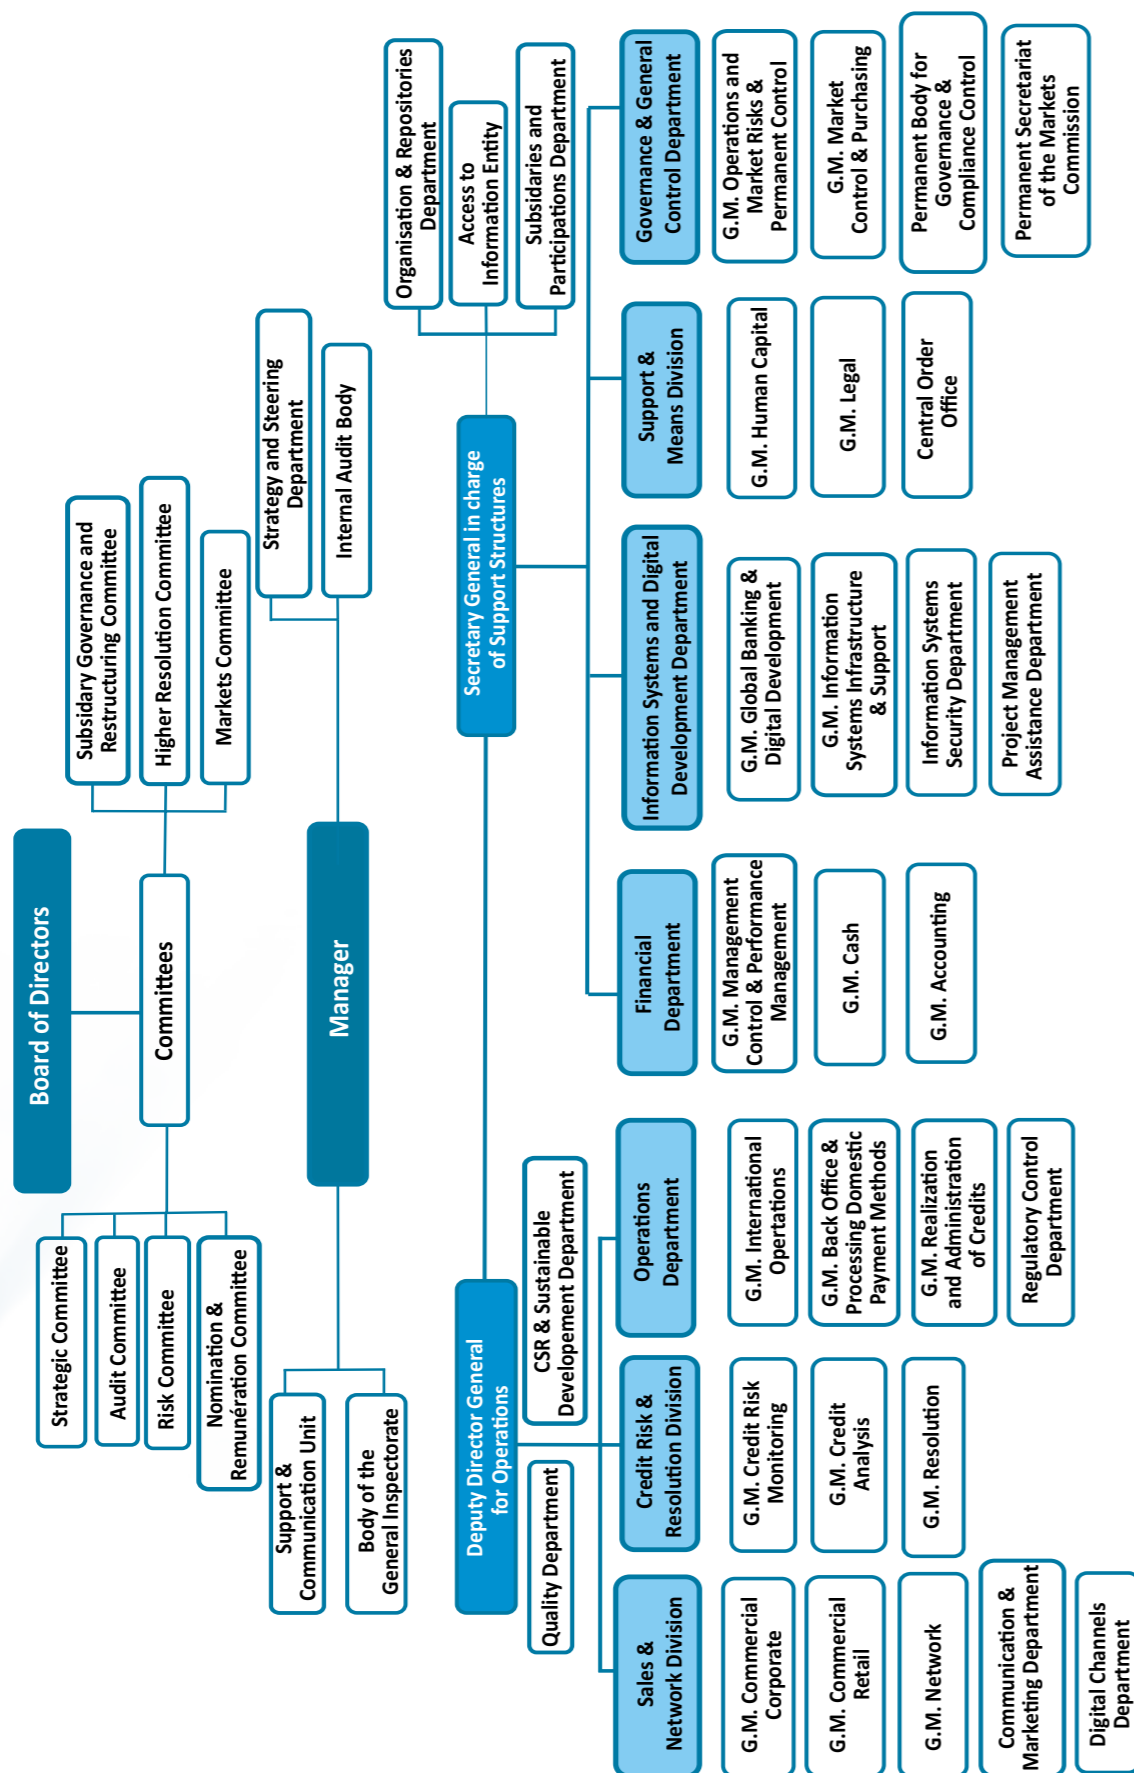 Board of Directors
Committees
Strategic Committee
Audit Committee
Risk Committee
Nomination &
Remunération Committee
Subsidary Governance and
Restructuring Committee
Higher Resolution Committee
Markets Committee
Manager
Support &
Communication Unit
Body of the
General Inspectorate
Strategy and Steering
Department
Internal Audit Body
Deputy Director General
for Operations
Quality Department
CSR & Sustainable
Developement Department
Secretary General in charge
of Support Structures
Organisation & Repositories
Department
Access to
Information Entity
Subsidaries and
Participations Department
Sales &
Network Division
G.M. Commercial
Corporate
G.M. Commercial
Retail
G.M. Network
Communication &
Marketing Department
Digital Channels
Department
Credit Risk &
Resolution Division
G.M. Credit Risk
Monitoring
G.M. Credit
Analysis
G.M. Resolution
Operations
Department
G.M. International
Opertations
G.M. Back Office &
Processing Domestic
Payment Methods
G.M. Realization
and Administration
of Credits
Regulatory Control
Department
Financial
Department
G.M. Management
Control & Performance
Management
G.M. Cash
G.M. Accounting
Information Systems and Digital
Development Department
G.M. Global Banking &
Digital Development
G.M. Information
Systems Infrastructure
& Support
Information Systems
Security Department
Project Management
Assistance Department
Support &
Means Division
G.M. Human Capital
G.M. Legal
Central Order
Office
Governance & General
Control Department
G.M. Operations and
Market Risks &
Permanent Control
G.M. Market
Control & Purchasing
Permanent Body for
Governance &
Compliance Control
Permanent Secretariat
of the Markets
Commission